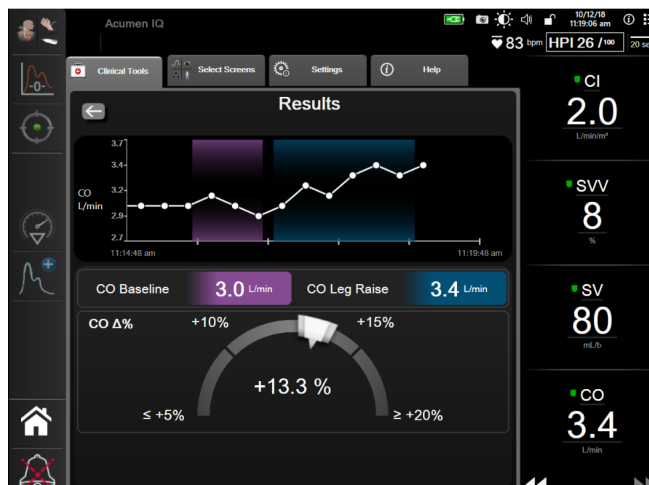 Acumen IQ
10/12/18
11:19:06 am
83 bpm HPI 26 /100
Clinical Tools Select Screens Settings Help
Results
3.7
3.4
3.2
2.9
2.7
CO
L/min
11:14:48 am 11:19:48 am
CO Baseline 3.0 L/min CO Leg Raise 3.4 L/min
CO Δ% +10% +15%
+13.3 %
≤ +5% ≥ +20%
CI
2.0
L/min/m²
SVV
8
%
SV
80
mL/b
CO
3.4
L/min
-0-